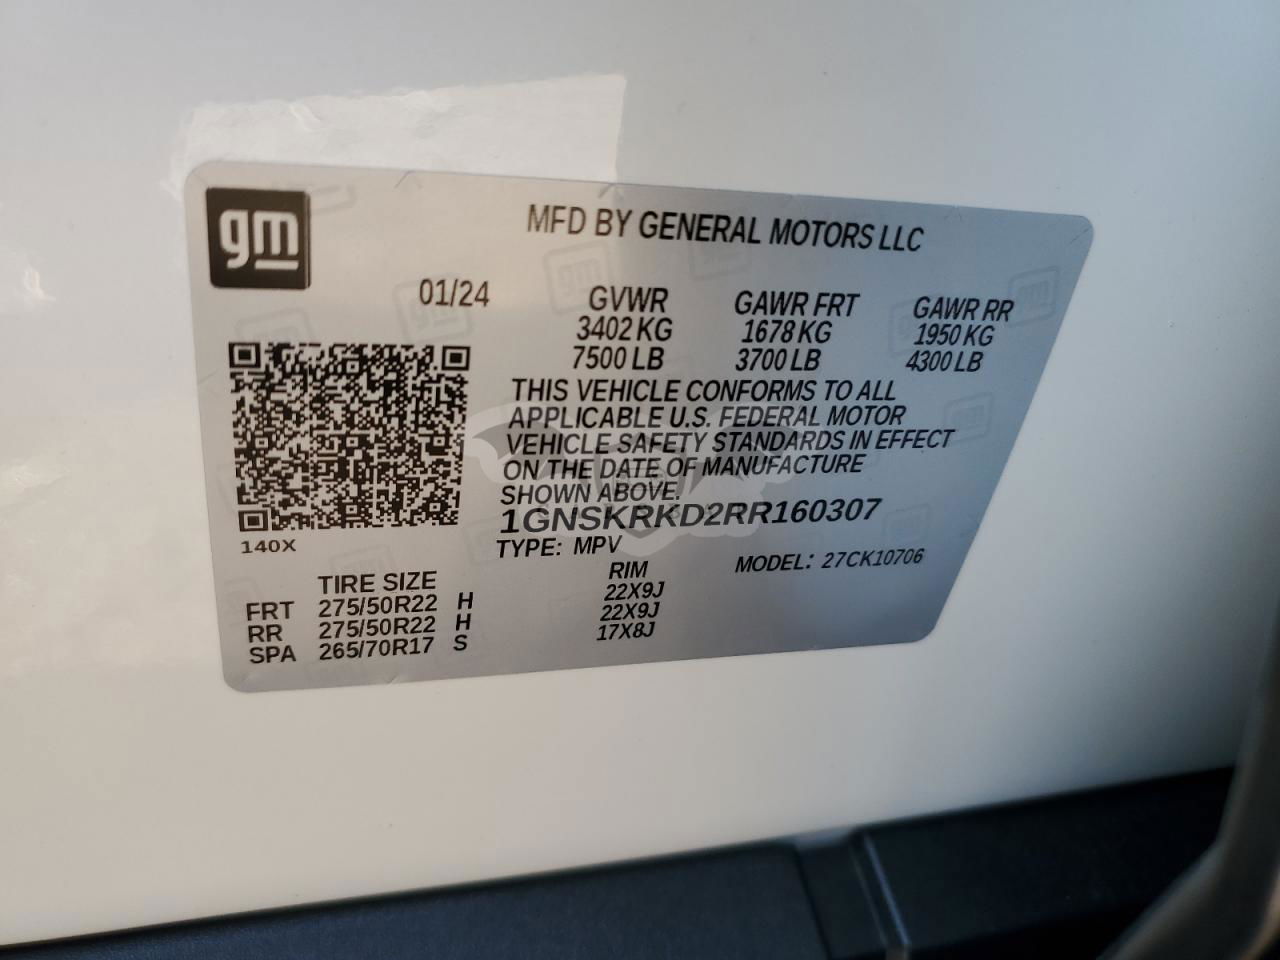 gm
MFD BY GENERAL MOTORS LLC
01/24
GVWR GAWR FRT GAWR RR
3402 KG 1678 KG 1950 KG
7500 LB 3700 LB 4300 LB
THIS VEHICLE CONFORMS TO ALL
APPLICABLE U.S. FEDERAL MOTOR
VEHICLE SAFETY STANDARDS IN EFFECT
ON THE DATE OF MANUFACTURE
SHOWN ABOVE.
1GNSKRKD2RR160307
140X
TYPE: MPV MODEL: 27CK10706
TIRE SIZE RIM
FRT 275/50R22 H 22X9J
RR 275/50R22 H 22X9J
SPA 265/70R17 S 17X8J